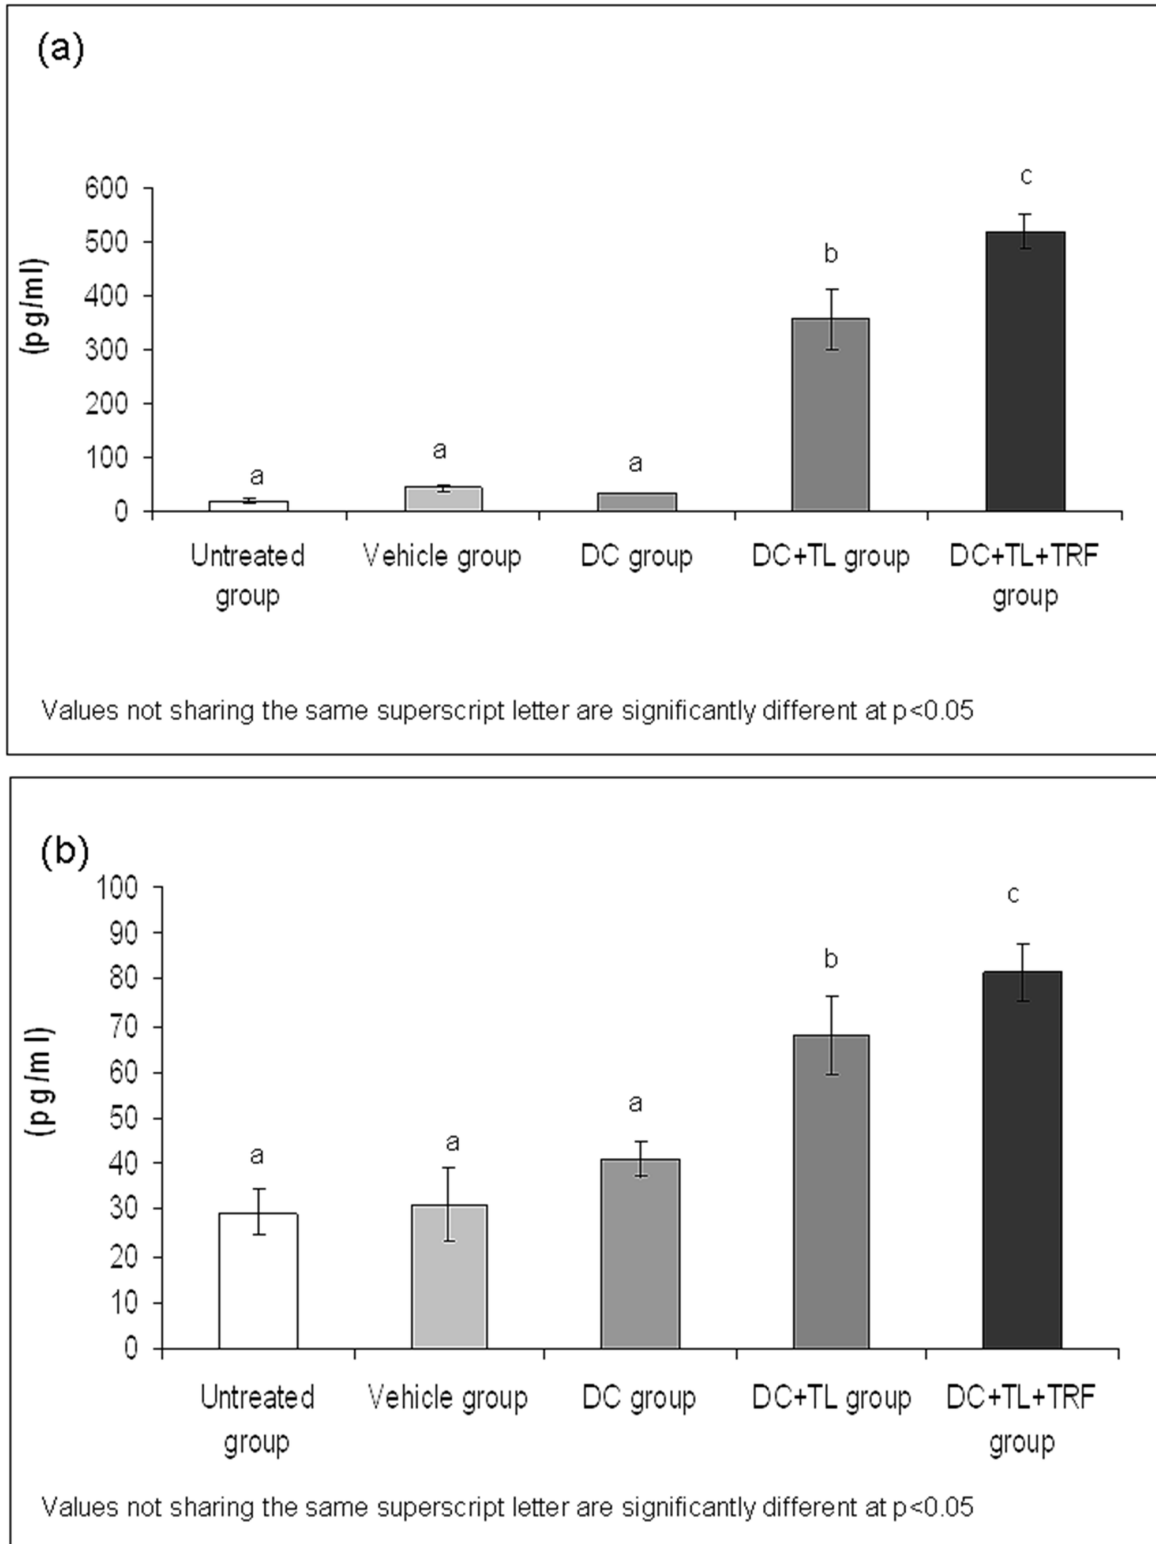 (a)
600
500
400
300
200
100
0
(pg/ml)
a
a
a
b
c
Untreated group
Vehicle group
DC group
DC+TL group
DC+TL+TRF group
Values not sharing the same superscript letter are significantly different at p<0.05
(b)
100
90
80
70
60
50
40
30
20
10
0
(pg/ml)
a
a
a
b
c
Untreated group
Vehicle group
DC group
DC+TL group
DC+TL+TRF group
Values not sharing the same superscript letter are significantly different at p<0.05